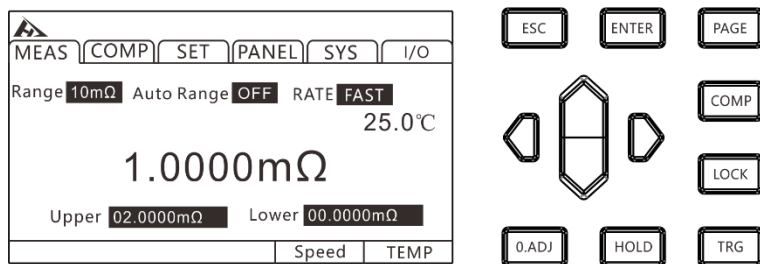 MEAS COMP SET PANEL SYS I/O
Range 10mΩ Auto Range OFF RATE FAST
25.0℃
1.0000mΩ
Upper 02.0000mΩ Lower 00.0000mΩ
Speed TEMP
ESC ENTER PAGE
COMP
LOCK
0.ADJ HOLD TRG